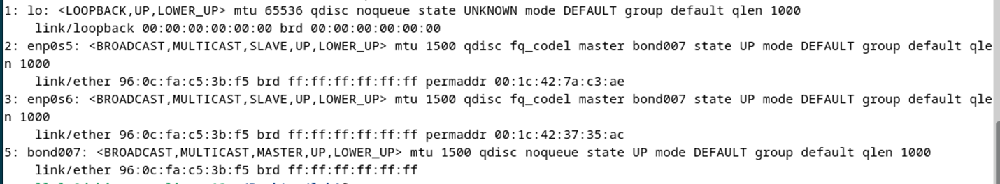 1: lo: <LOOPBACK,UP,LOWER_UP> mtu 65536 qdisc noqueue state UNKNOWN mode DEFAULT group default qlen 1000
    link/loopback 00:00:00:00:00:00 brd 00:00:00:00:00:00
2: enp0s5: <BROADCAST,MULTICAST,SLAVE,UP,LOWER_UP> mtu 1500 qdisc fq_codel master bond007 state UP mode DEFAULT group default qle
n 1000
    link/ether 96:0c:fa:c5:3b:f5 brd ff:ff:ff:ff:ff:ff permaddr 00:1c:42:7a:c3:ae
3: enp0s6: <BROADCAST,MULTICAST,SLAVE,UP,LOWER_UP> mtu 1500 qdisc fq_codel master bond007 state UP mode DEFAULT group default qle
n 1000
    link/ether 96:0c:fa:c5:3b:f5 brd ff:ff:ff:ff:ff:ff permaddr 00:1c:42:37:35:ac
5: bond007: <BROADCAST,MULTICAST,MASTER,UP,LOWER_UP> mtu 1500 qdisc noqueue state UP mode DEFAULT group default qlen 1000
    link/ether 96:0c:fa:c5:3b:f5 brd ff:ff:ff:ff:ff:ff